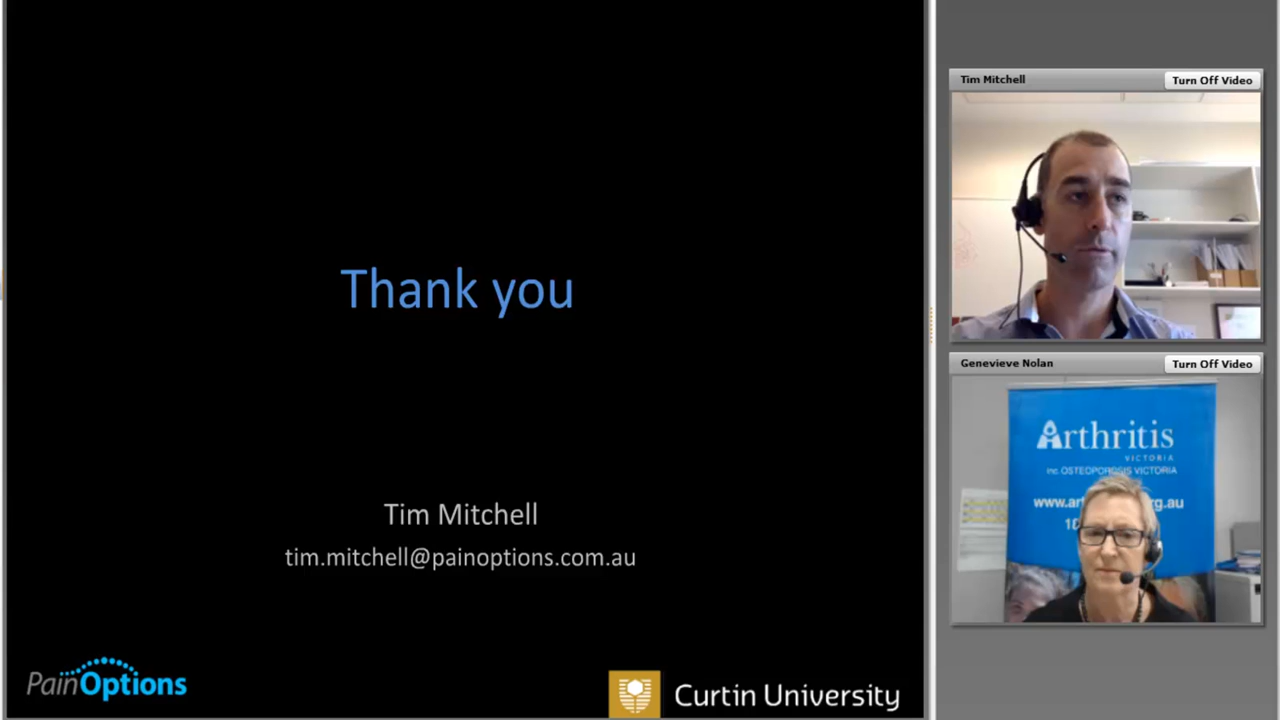 Thank you
Tim Mitchell
tim.mitchell@painoptions.com.au
PainOptions
Curtin University
Tim Mitchell
Turn Off Video
Genevieve Nolan
Turn Off Video
Arthritis
VICTORIA
inc OSTEOPOROSIS VICTORIA